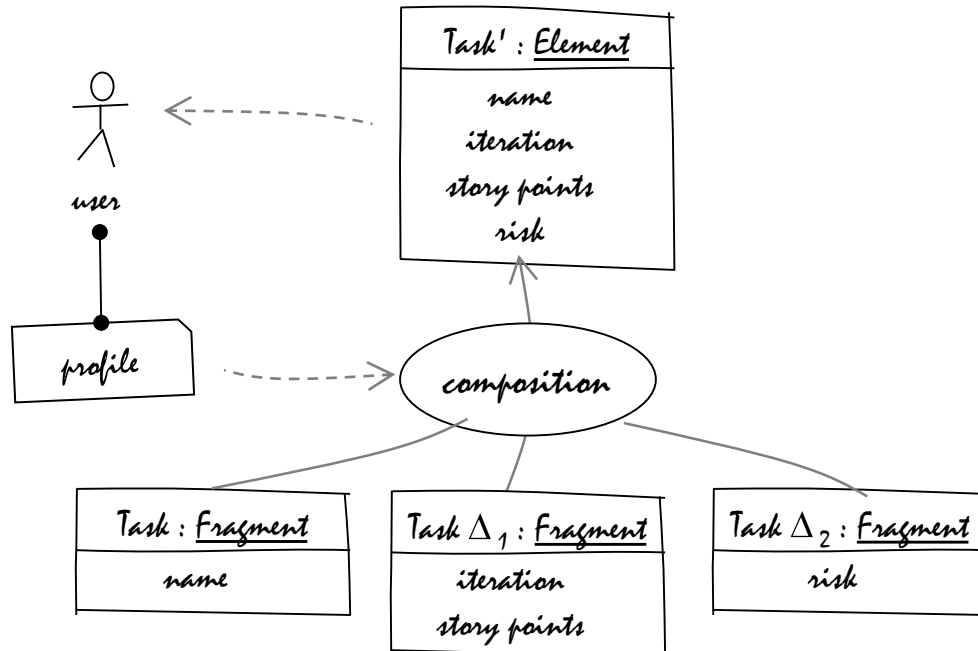 Task' : Element
name
iteration
story points
risk
user
profile
composition
Task : Fragment
name
Task Δ1 : Fragment
iteration
story points
Task Δ2 : Fragment
risk